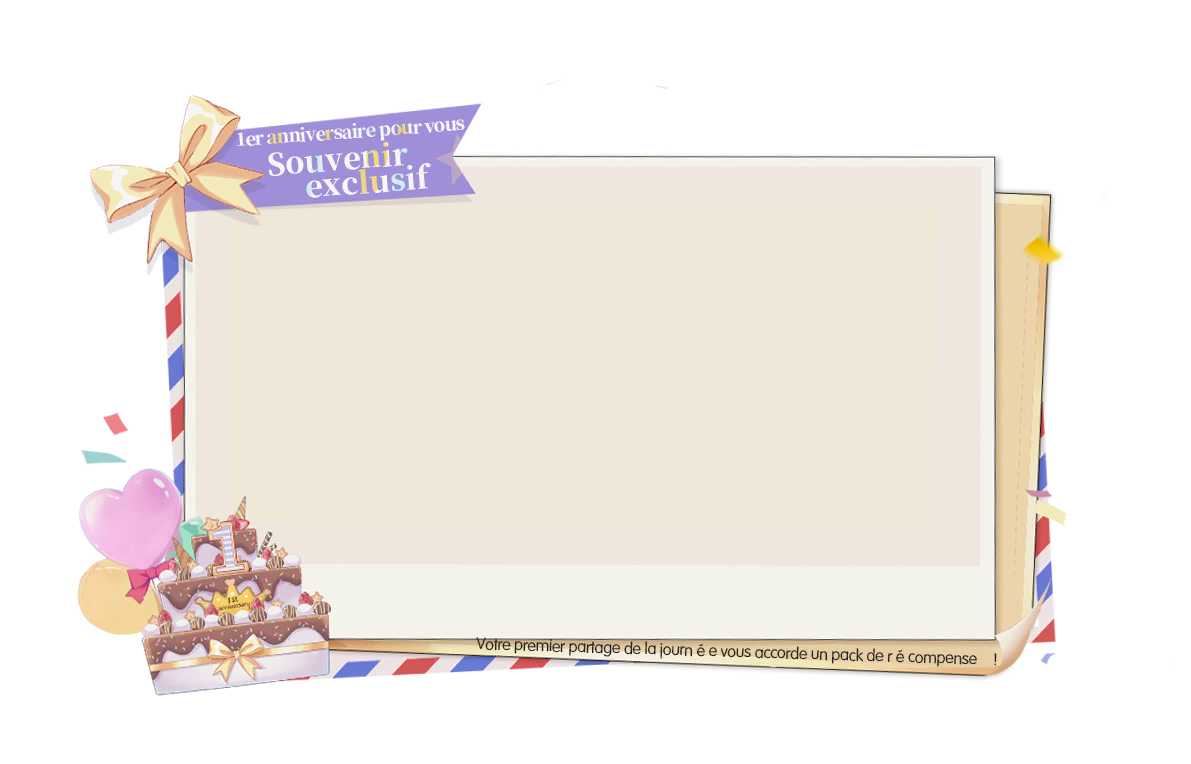 1er anniversaire pour vous
Souvenir
exclusif
1
1st
anniversary
Votre premier partage de la journ é e vous accorde un pack de r é compense !